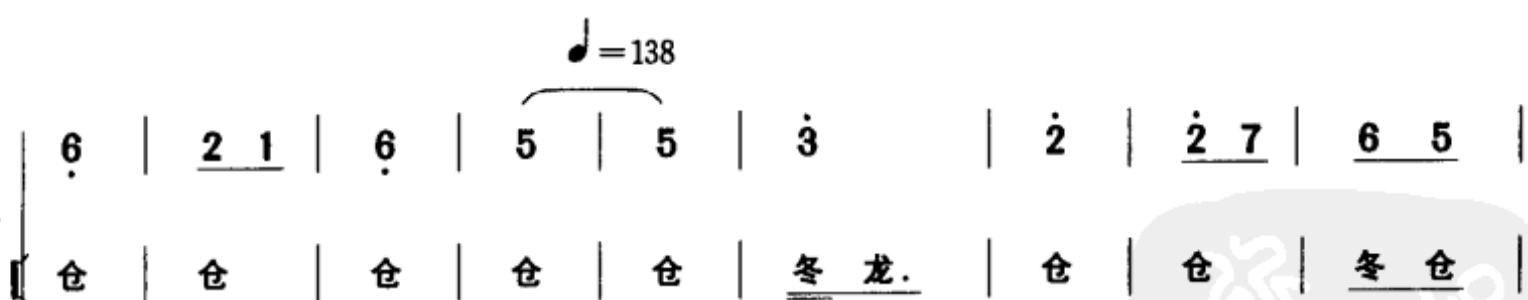 ♩=138
6̣ | 2 1 | 6̣ | 5 | 5 | 3̇ | 2̇ | 2̇ 7 | 6 5 |
仓 | 仓 | 仓 | 仓 | 仓 | 冬 龙. | 仓 | 仓 | 冬 仓 |